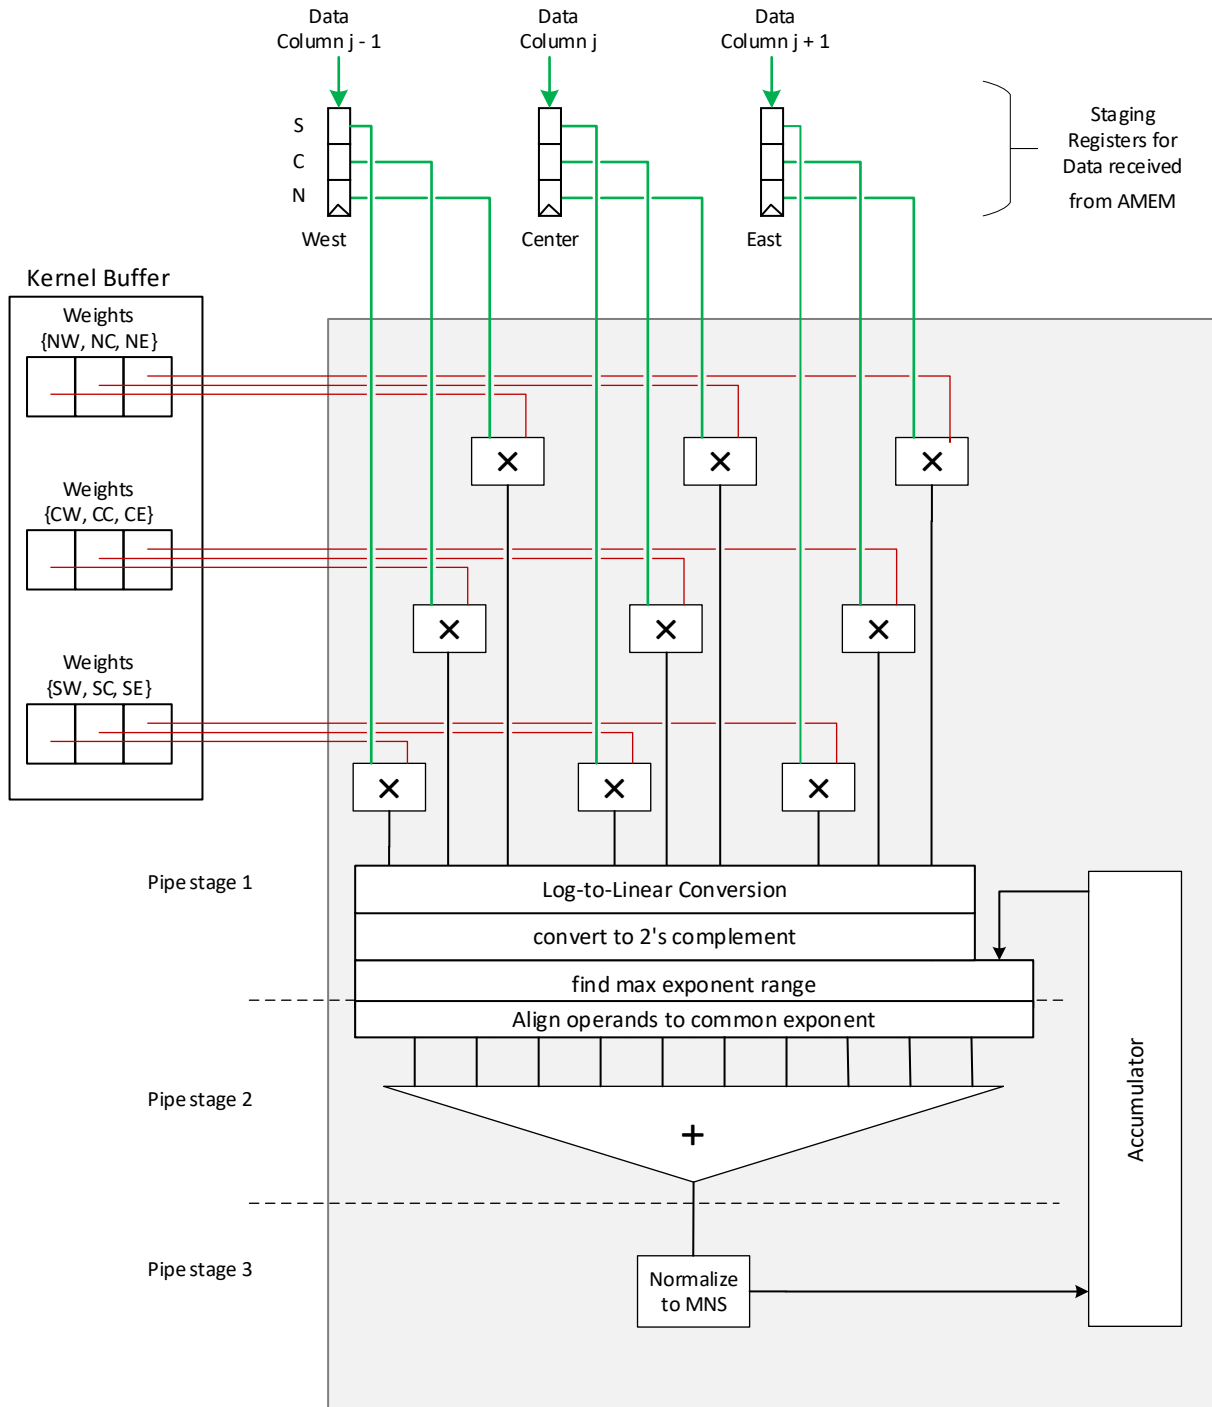 Data
Column j - 1
Data
Column j
Data
Column j + 1
S
C
N
West
Center
East
Staging
Registers for
Data received
from AMEM
Kernel Buffer
Weights
{NW, NC, NE}
Weights
{CW, CC, CE}
Weights
{SW, SC, SE}
×
×
×
×
×
×
×
×
×
Pipe stage 1
Log-to-Linear Conversion
convert to 2's complement
find max exponent range
Align operands to common exponent
Pipe stage 2
+
Accumulator
Pipe stage 3
Normalize
to MNS